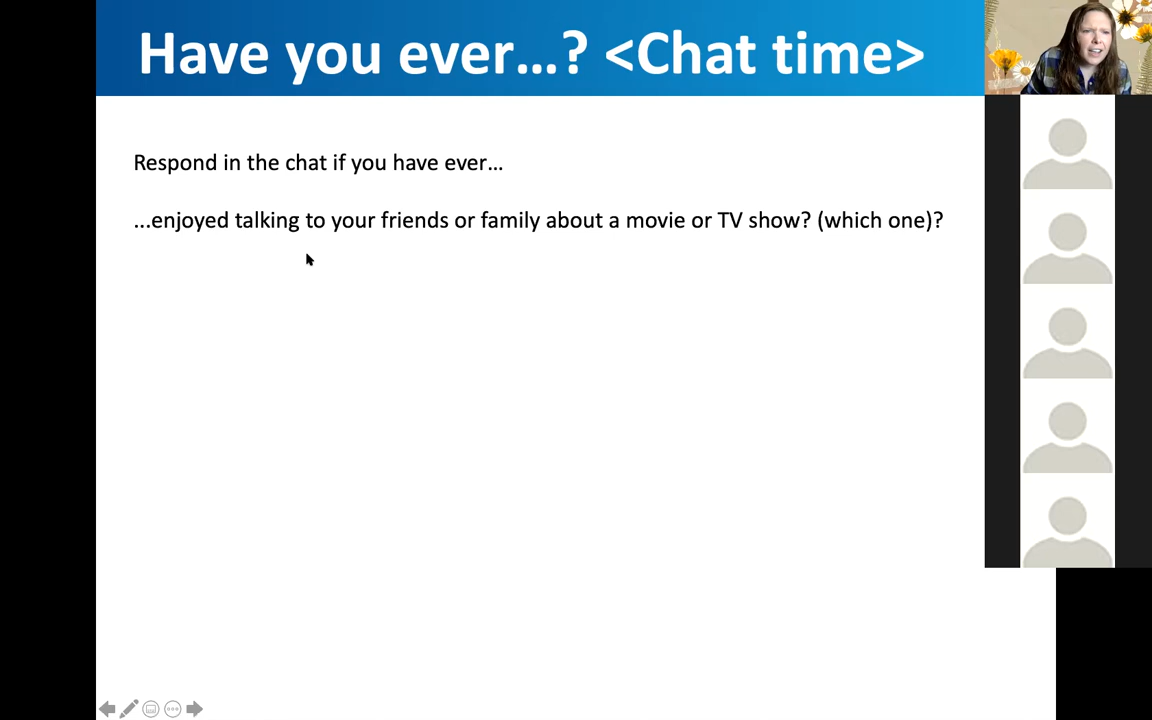 Have you ever...? <Chat time>
Respond in the chat if you have ever...
...enjoyed talking to your friends or family about a movie or TV show? (which one)?